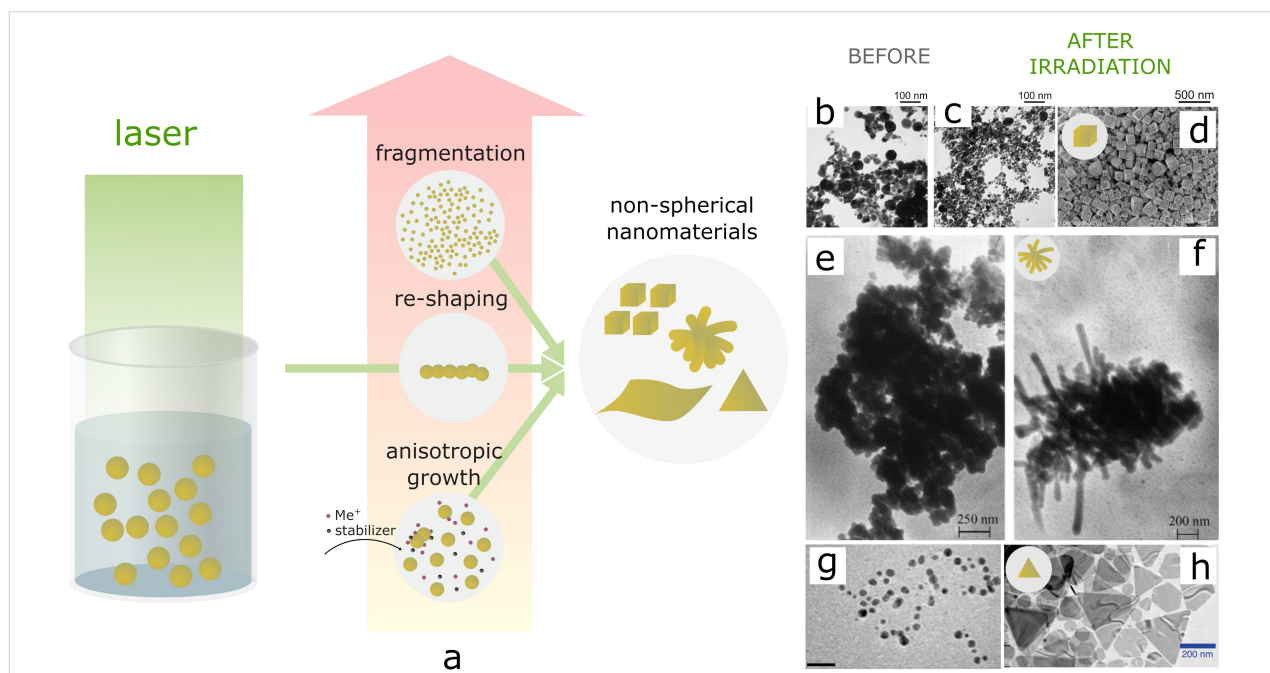 laser
fragmentation
re-shaping
anisotropic
growth
Me⁺
stabilizer
a
non-spherical
nanomaterials
BEFORE
AFTER
IRRADIATION
100 nm
100 nm
500 nm
b
c
d
e
f
250 nm
200 nm
g
h
200 nm